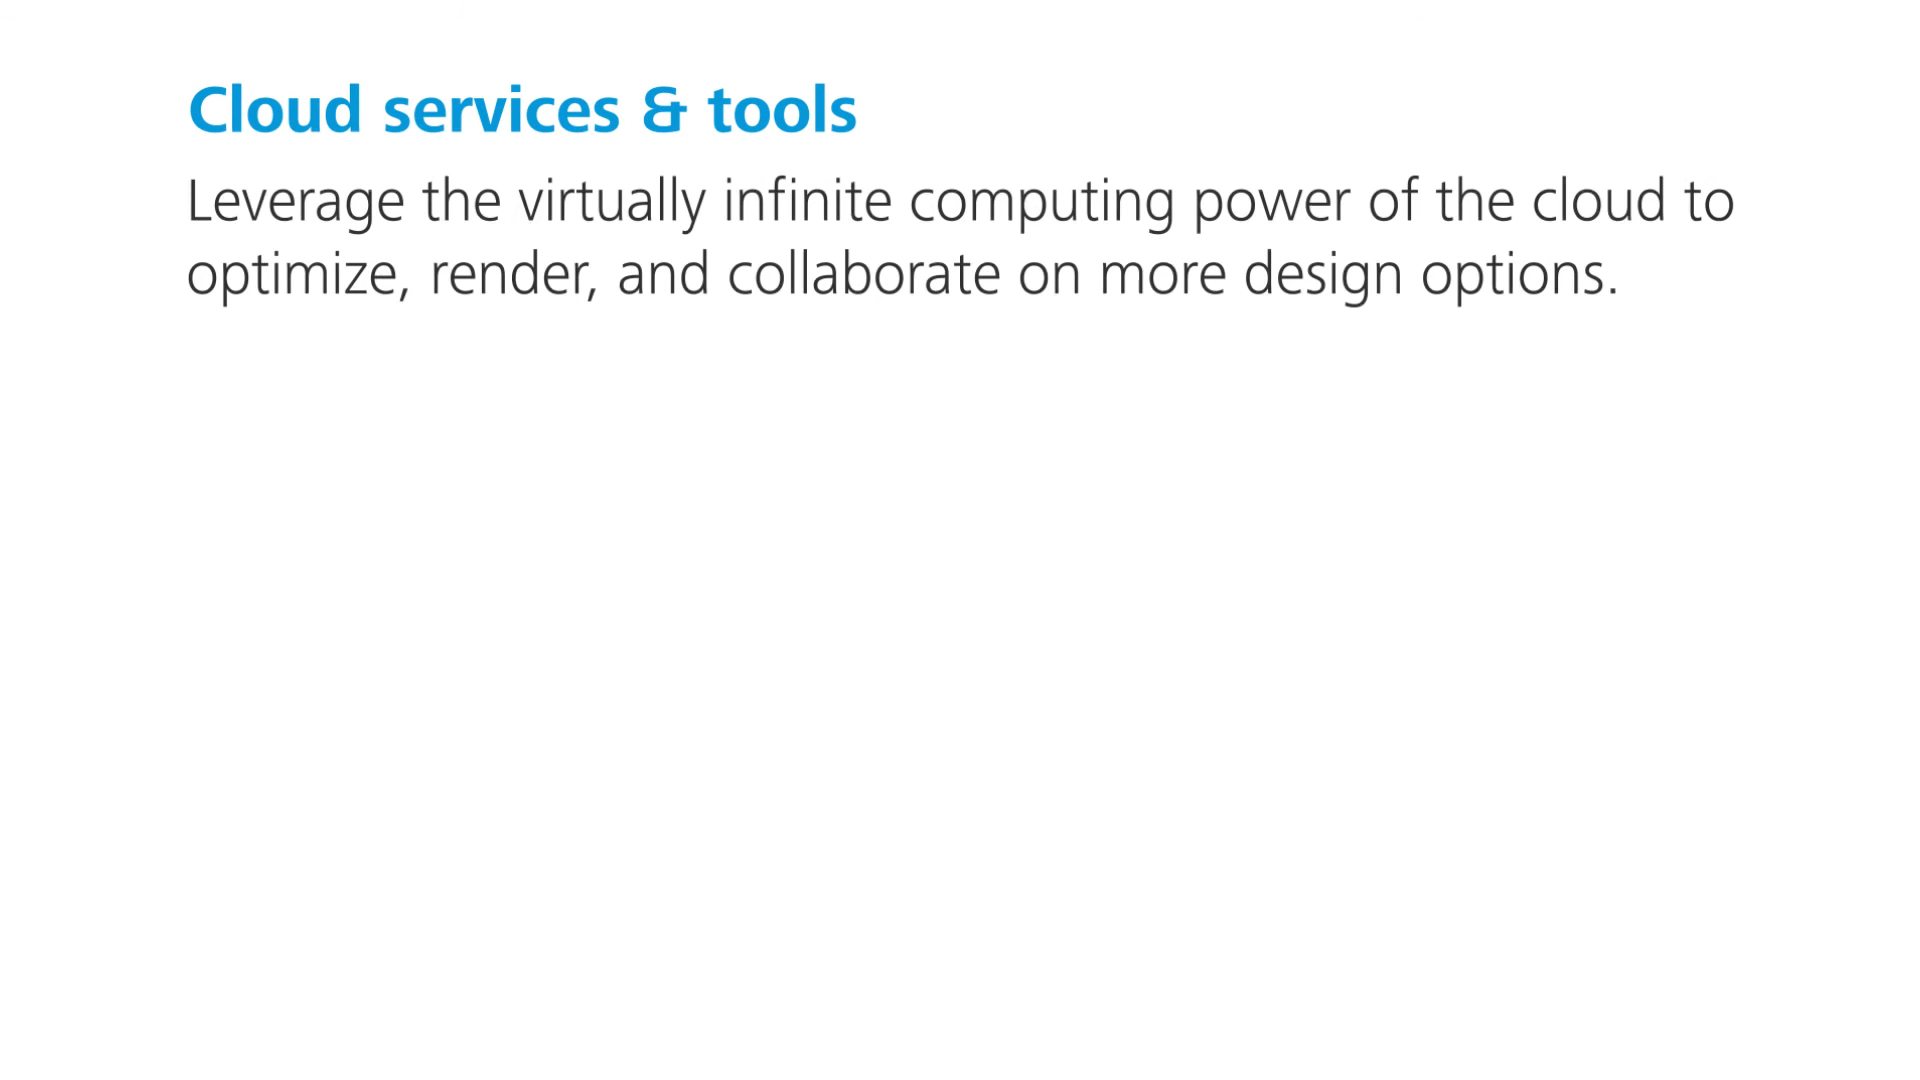 Cloud services & tools
Leverage the virtually infinite computing power of the cloud to
optimize, render, and collaborate on more design options.